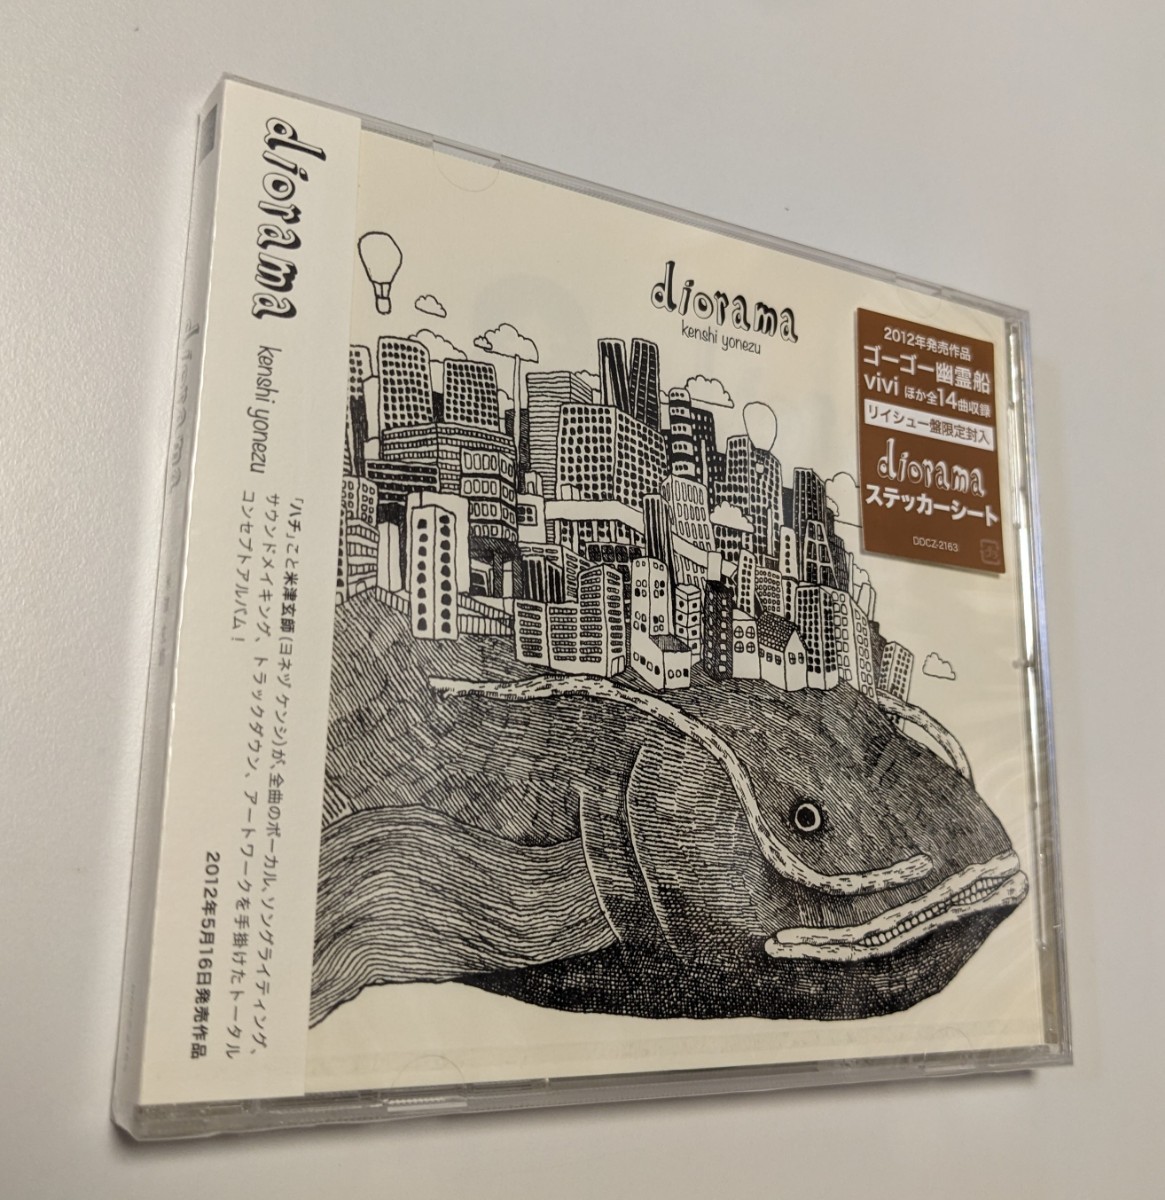 diorama
kenshi yonezu
「ハチ」こと米津玄師(ヨネヅ ケンシ)が、全曲のボーカル、ソングライティング、
サウンドメイキング、トラックダウン、アートワークを手掛けたトータル
コンセプトアルバム!
2012年5月16日発売作品
diorama
diorama
kenshi yonezu
2012年発売作品
ゴーゴー幽霊船
vivi ほか全14曲収録
リイシュー盤限定封入
diorama
ステッカーシート
DDCZ-2163